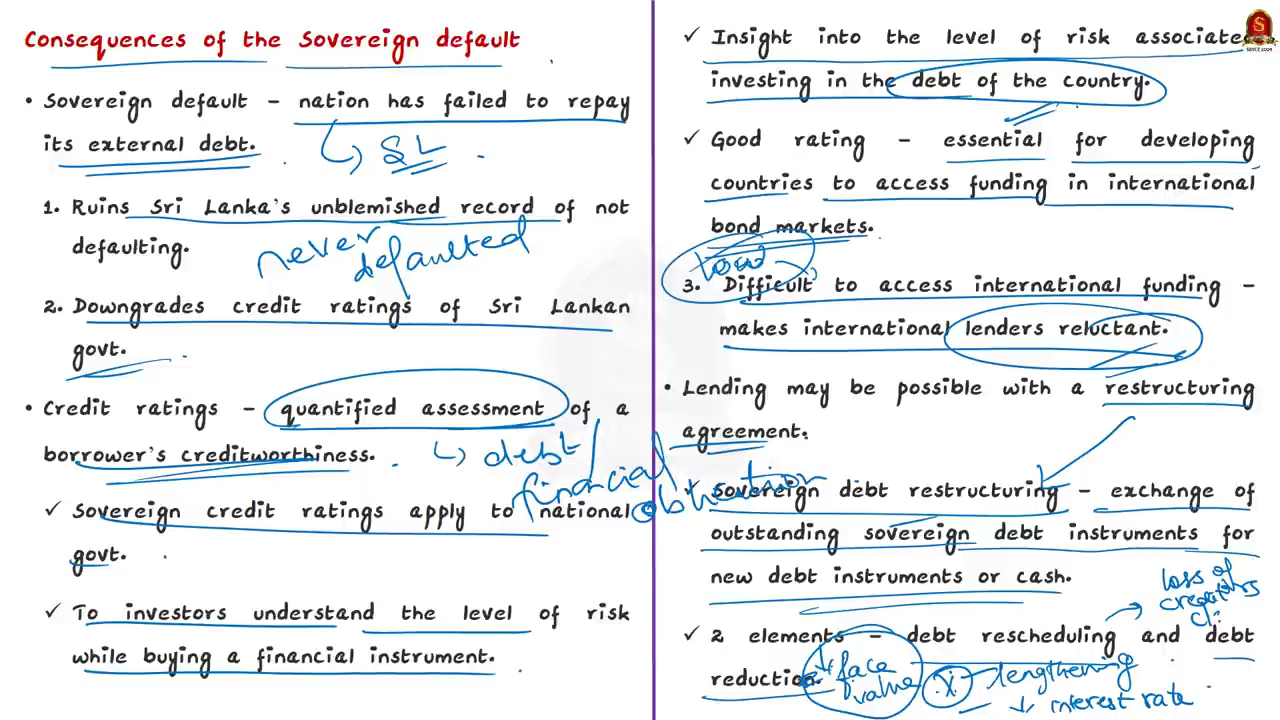 Consequences of the Sovereign default
• Sovereign default – nation has failed to repay
its external debt.
SL
1. Ruins Sri Lanka's unblemished record of not
defaulting.
never defaulted
2. Downgrades credit ratings of Sri Lankan
govt.
• Credit ratings – quantified assessment of a
borrower's creditworthiness.
debt / financial obligation
✓ Sovereign credit ratings apply to national
govt.
✓ To investors understand the level of risk
while buying a financial instrument.
✓ Insight into the level of risk associate
investing in the debt of the country.
✓ Good rating – essential for developing
countries to access funding in international
bond markets.
low
3. Difficult to access international funding –
makes international lenders reluctant.
• Lending may be possible with a restructuring
agreement.
✓ Sovereign debt restructuring – exchange of
outstanding sovereign debt instruments for
new debt instruments or cash.
loss of
✓ 2 elements – debt rescheduling and debt
reduction.
↓ face
value
lengthening
↓ interest rate
SINCE 2004